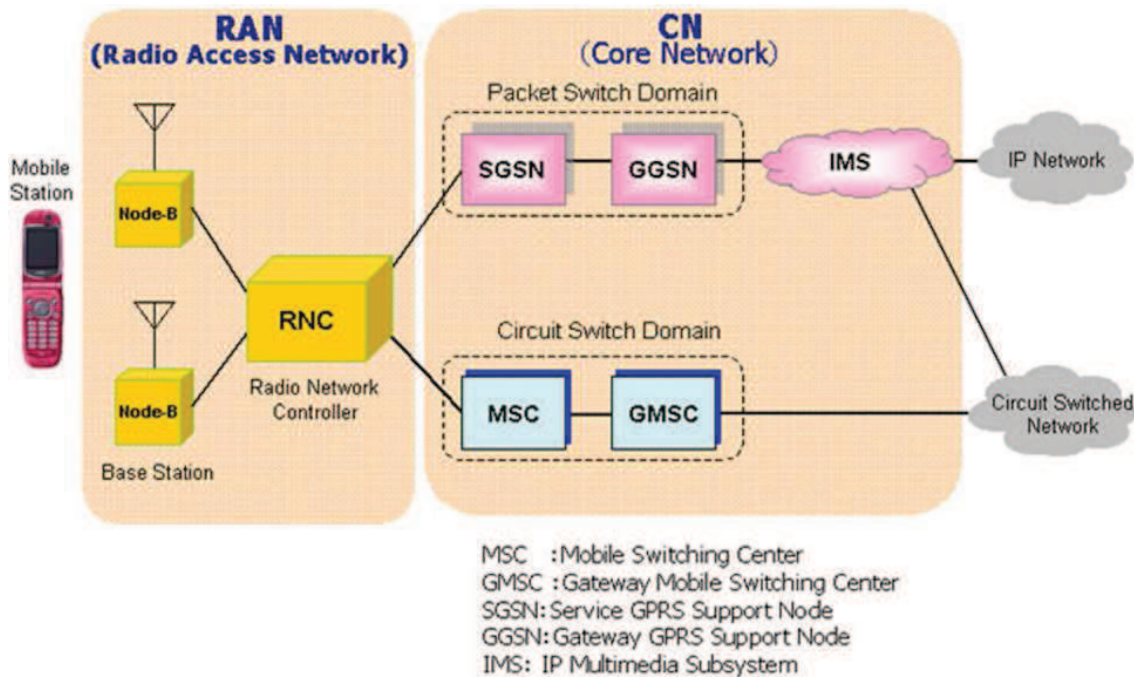 RAN
(Radio Access Network)
CN
(Core Network)
Packet Switch Domain
SGSN
GGSN
IMS
IP Network
Mobile
Station
Node-B
RNC
Radio Network
Controller
Node-B
Base Station
Circuit Switch Domain
MSC
GMSC
Circuit Switched
Network
MSC :Mobile Switching Center
GMSC :Gateway Mobile Switching Center
SGSN:Service GPRS Support Node
GGSN:Gateway GPRS Support Node
IMS: IP Multimedia Subsystem